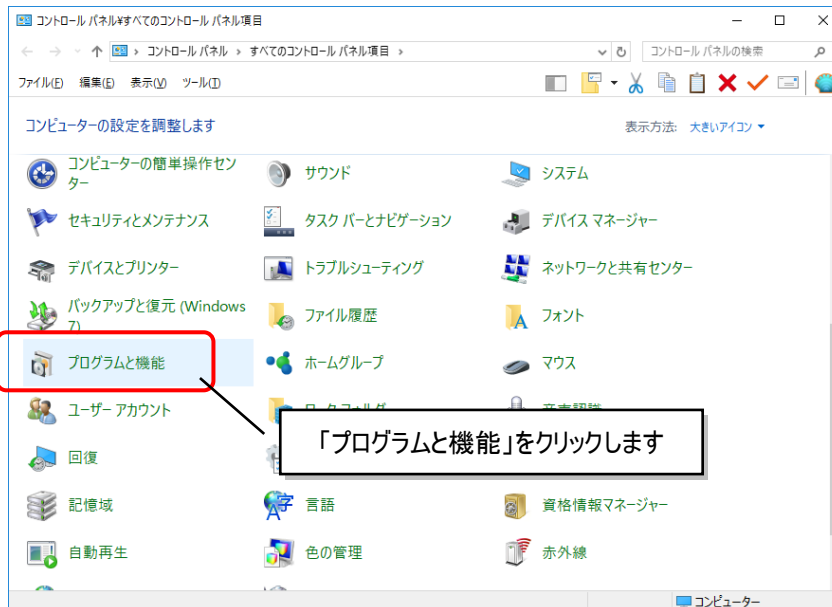 コントロール パネル¥すべてのコントロール パネル項目
コントロール パネル › すべてのコントロール パネル項目 ›
コントロール パネルの検索
ファイル(F) 編集(E) 表示(V) ツール(T)
コンピューターの設定を調整します
表示方法: 大きいアイコン
コンピューターの簡単操作セン
ター
サウンド
システム
セキュリティとメンテナンス
タスク バーとナビゲーション
デバイス マネージャー
デバイスとプリンター
トラブルシューティング
ネットワークと共有センター
バックアップと復元 (Windows
7)
ファイル履歴
フォント
プログラムと機能
ホームグループ
マウス
ユーザー アカウント
「プログラムと機能」をクリックします
回復
記憶域
言語
資格情報マネージャー
自動再生
色の管理
赤外線
コンピューター